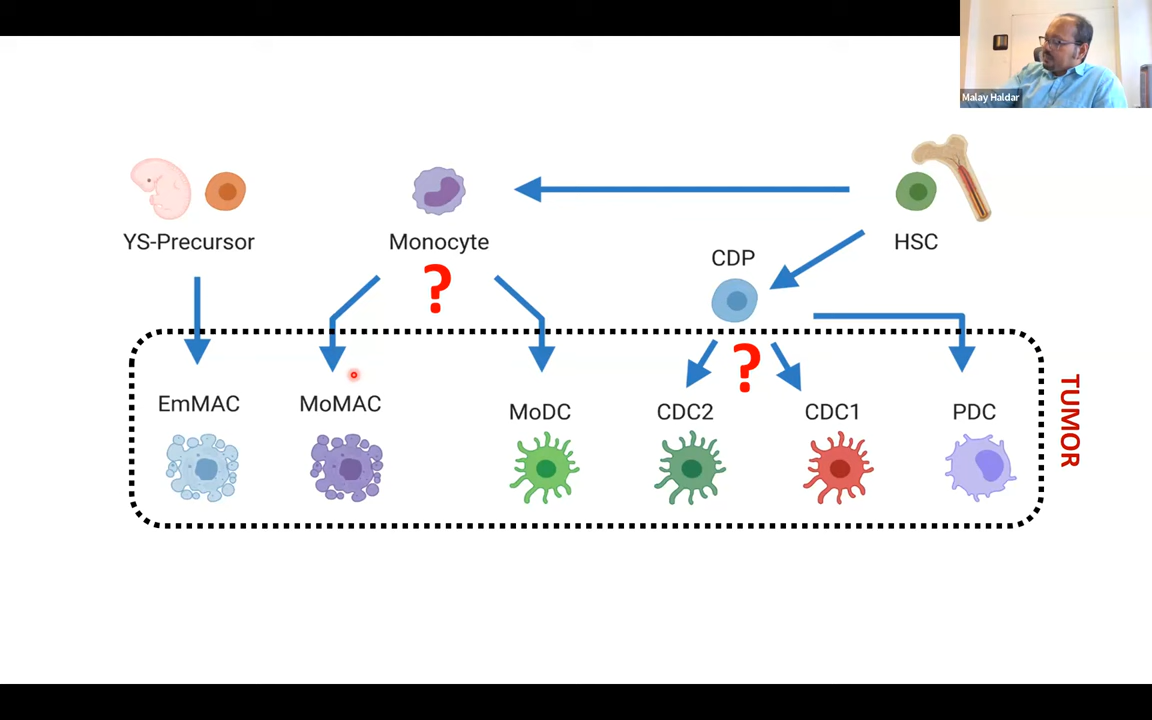 Malay Haldar
YS-Precursor
Monocyte
HSC
CDP
?
?
EmMAC
MoMAC
MoDC
CDC2
CDC1
PDC
TUMOR